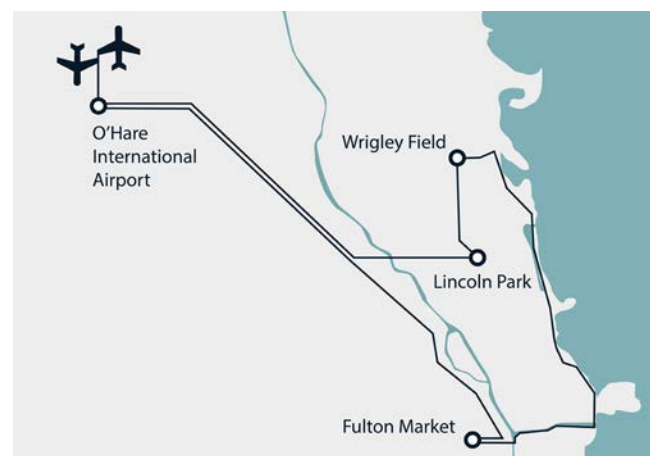 O'Hare
International
Airport
Wrigley Field
Lincoln Park
Fulton Market